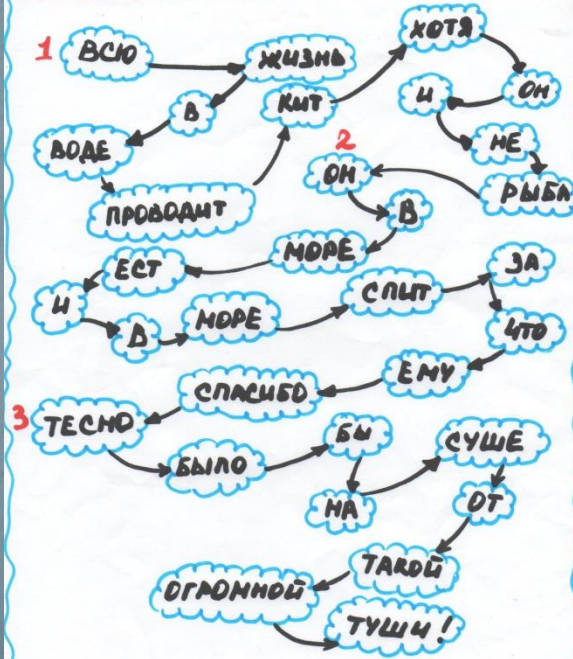 1
ВСЮ
ЖИЗНЬ
В
ВОДЕ
ПРОВОДИТ
КИТ
ХОТЯ
ОН
И
НЕ
РЫБА
2
ОН
В
МОРЕ
ЕСТ
И
В
МОРЕ
СПИТ
ЗА
ЧТО
ЕМУ
СПАСИБО
3
ТЕСНО
БЫЛО
БЫ
НА
СУШЕ
ОТ
ТАКОЙ
ОГРОМНОЙ
ТУШИ!